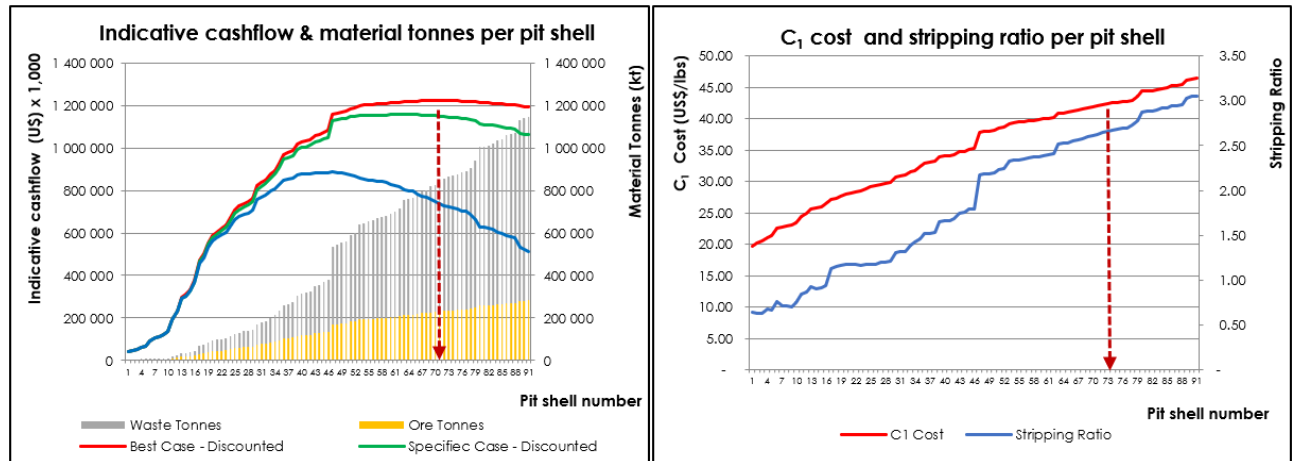 Indicative cashflow & material tonnes per pit shell
Indicative cashflow (U$) x 1,000
1 400 000
1 200 000
1 000 000
800 000
600 000
400 000
200 000
0
1 400 000
1 200 000
1 000 000
800 000
600 000
400 000
200 000
0
Material Tonnes (kt)
1 4 7 10 13 16 19 22 25 28 31 34 37 40 43 46 49 52 55 58 61 64 67 70 73 76 79 82 85 88 91
Pit shell number
Waste Tonnes
Ore Tonnes
Best Case - Discounted
Specifiec Case - Discounted
C1 cost and stripping ratio per pit shell
C1 Cost (US$/lbs)
50.00
45.00
40.00
35.00
30.00
25.00
20.00
15.00
10.00
5.00
-
3.50
3.00
2.50
2.00
1.50
1.00
0.50
-
Stripping Ratio
1 4 7 10 13 16 19 22 25 28 31 34 37 40 43 46 49 52 55 58 61 64 67 70 73 76 79 82 85 88 91
Pit shell number
C1 Cost
Stripping Ratio